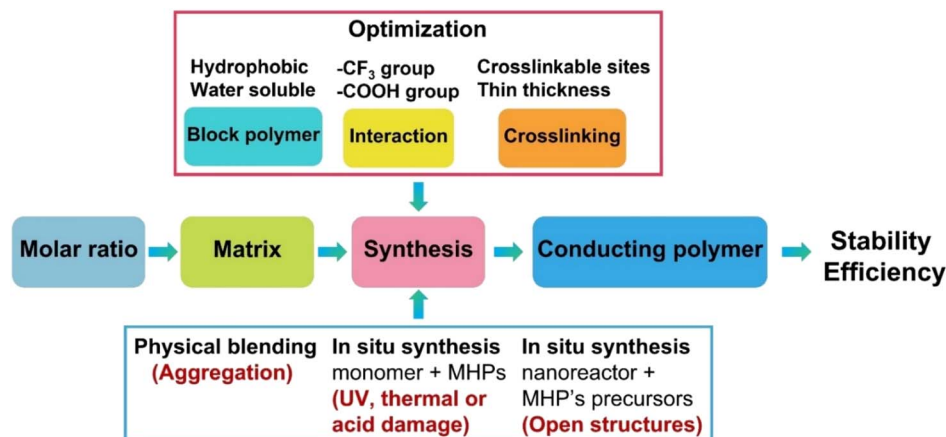 Optimization
Hydrophobic
Water soluble
Block polymer
-CF₃ group
-COOH group
Interaction
Crosslinkable sites
Thin thickness
Crosslinking
Molar ratio
Matrix
Synthesis
Conducting polymer
Stability
Efficiency
Physical blending
(Aggregation)
In situ synthesis
monomer + MHPs
(UV, thermal or
acid damage)
In situ synthesis
nanoreactor +
MHP's precursors
(Open structures)